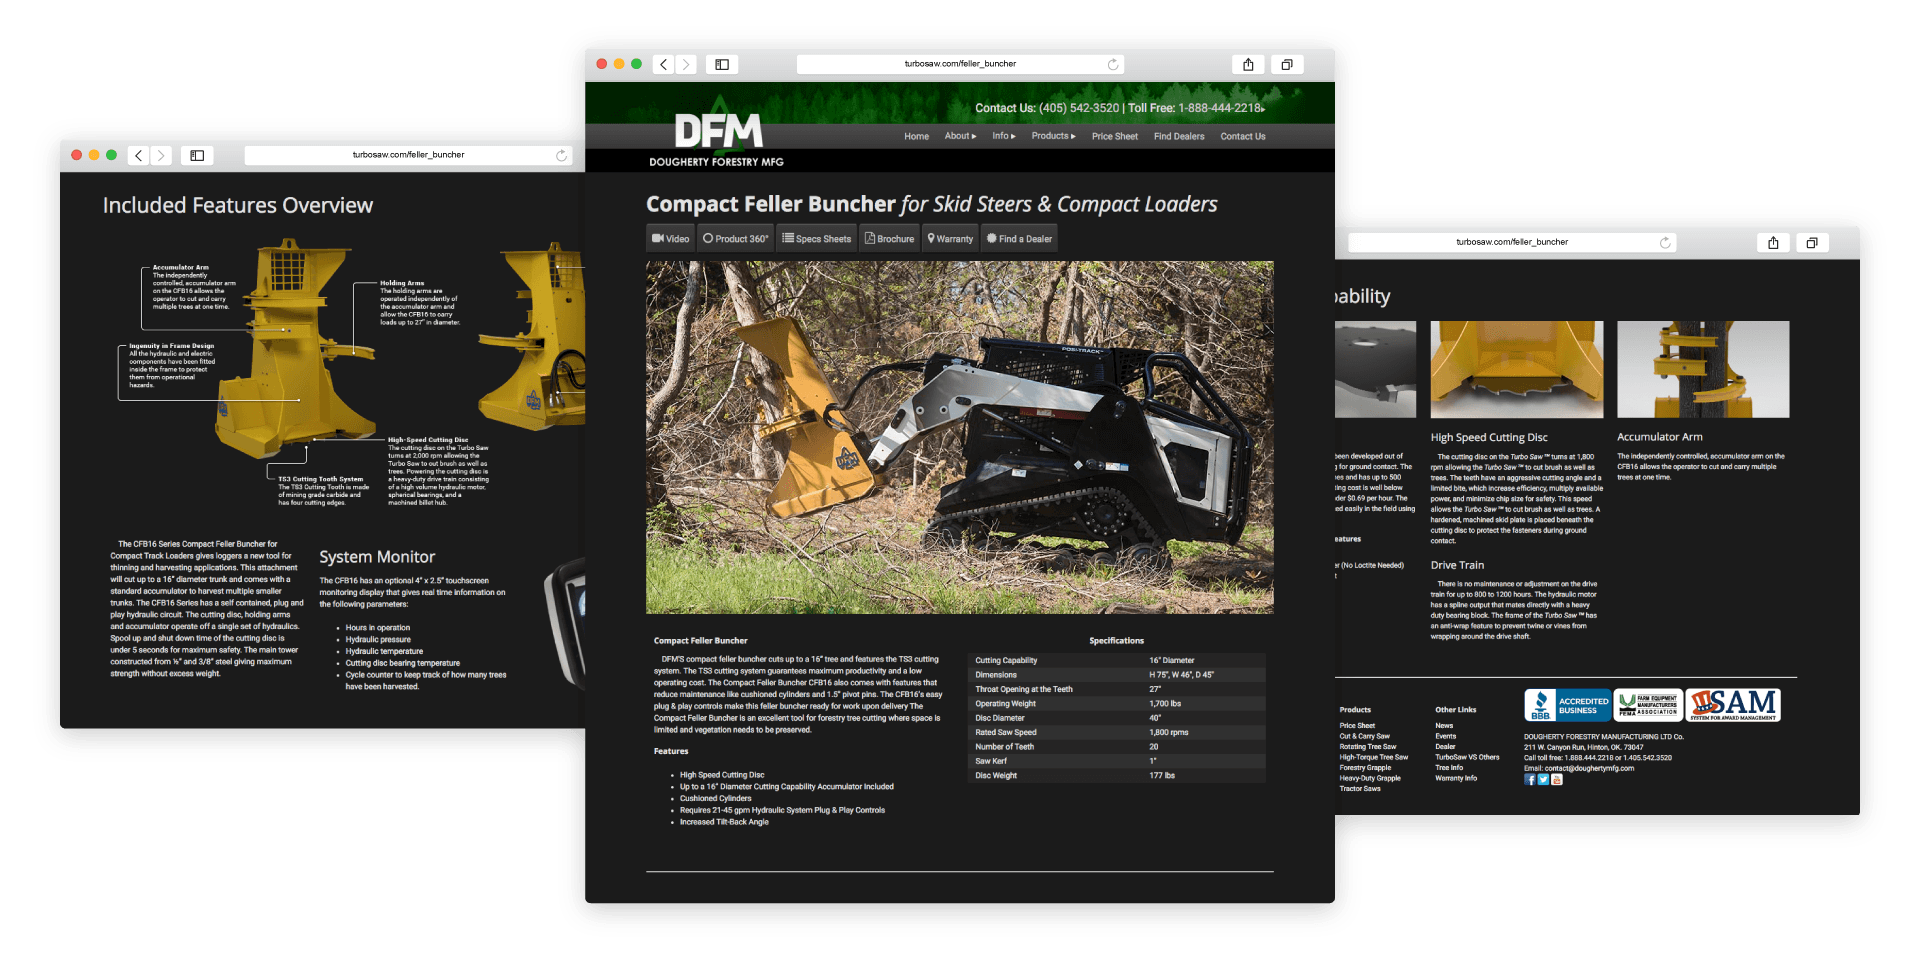 turbosaw.com/feller_buncher
Included Features Overview
Accumulator Arm
The independently
controlled, accumulator arm
on the CFB16 allows the
operator to cut and carry
multiple trees at one time.
Holding Arms
The holding arms are
operated independently of
the accumulator arm and
allow the CFB16 to carry
loads up to 27" in diameter.
Ingenuity in Frame Design
All the hydraulic and electric
components have been fitted
inside the frame to protect
them from operational
hazards.
High-Speed Cutting Disc
The cutting disc on the Turbo Saw
turns at 2,000 rpm allowing the
Turbo Saw to cut brush as well as
trees. Powering the cutting disc is
a heavy-duty drive train consisting
of a high volume hydraulic motor,
spherical bearings, and a
machined billet hub.
TS3 Cutting Tooth System
The TS3 Cutting Tooth is made
of mining grade carbide and
has four cutting edges.
The CFB16 Series Compact Feller Buncher for
Compact Track Loaders gives loggers a new tool for
thinning and harvesting applications. This attachment
will cut up to a 16" diameter trunk and comes with a
standard accumulator to harvest multiple smaller
trunks. The CFB16 Series has a self contained, plug and
play hydraulic circuit. The cutting disc, holding arms
and accumulator operate off a single set of hydraulics.
Spool up and shut down time of the cutting disc is
under 5 seconds for maximum safety. The main tower
constructed from ½" and 3/8" steel giving maximum
strength without excess weight.
System Monitor
The CFB16 has an optional 4" x 2.5" touchscreen
monitoring display that gives real time information on
the following parameters:
• Hours in operation
• Hydraulic pressure
• Hydraulic temperature
• Cutting disc bearing temperature
• Cycle counter to keep track of how many trees
have been harvested.
turbosaw.com/feller_buncher
Contact Us: (405) 542-3520 | Toll Free: 1-888-444-2218
DFM
DOUGHERTY FORESTRY MFG
Home About Info Products Price Sheet Find Dealers Contact Us
Compact Feller Buncher for Skid Steers & Compact Loaders
Video Product 360° Specs Sheets Brochure Warranty Find a Dealer
POSI-TRACK
DFM
Compact Feller Buncher
DFM'S compact feller buncher cuts up to a 16" tree and features the TS3 cutting
system. The TS3 cutting system guarantees maximum productivity and a low
operating cost. The Compact Feller Buncher CFB16 also comes with features that
reduce maintenance like cushioned cylinders and 1.5" pivot pins. The CFB16's easy
plug & play controls make this feller buncher ready for work upon delivery The
Compact Feller Buncher is an excellent tool for forestry tree cutting where space is
limited and vegetation needs to be preserved.
Features
• High Speed Cutting Disc
• Up to a 16" Diameter Cutting Capability Accumulator Included
• Cushioned Cylinders
• Requires 21-45 gpm Hydraulic System Plug & Play Controls
• Increased Tilt-Back Angle
Specifications
Cutting Capability 16" Diameter
Dimensions H 75", W 46", D 45"
Throat Opening at the Teeth 27"
Operating Weight 1,700 lbs
Disc Diameter 40"
Rated Saw Speed 1,800 rpms
Number of Teeth 20
Saw Kerf 1"
Disc Weight 177 lbs
turbosaw.com/feller_buncher
ability
een developed out of
g for ground contact. The
es and has up to 500
ing cost is well below
der $0.69 per hour. The
ed easily in the field using
eatures
er (No Loctite Needed)
t
High Speed Cutting Disc
The cutting disc on the Turbo Saw ™ turns at 1,800
rpm allowing the Turbo Saw ™ to cut brush as well as
trees. The teeth have an aggressive cutting angle and a
limited bite, which increase efficiency, multiply available
power, and minimize chip size for safety. This speed
allows the Turbo Saw ™ to cut brush as well as trees. A
hardened, machined skid plate is placed beneath the
cutting disc to protect the fasteners during ground
contact.
Drive Train
There is no maintenance or adjustment on the drive
train for up to 800 to 1200 hours. The hydraulic motor
has a spline output that mates directly with a heavy
duty bearing block. The frame of the Turbo Saw ™ has
an anti-wrap feature to prevent twine or vines from
wrapping around the drive shaft.
Accumulator Arm
The independently controlled, accumulator arm on the
CFB16 allows the operator to cut and carry multiple
trees at one time.
Products
Price Sheet
Cut & Carry Saw
Rotating Tree Saw
High-Torque Tree Saw
Forestry Grapple
Heavy-Duty Grapple
Tractor Saws
Other Links
News
Events
Dealer
TurboSaw VS Others
Tree Info
Warranty Info
BBB.
ACCREDITED
BUSINESS
FEMA
FARM EQUIPMENT
MANUFACTURERS
ASSOCIATION
SAM
SYSTEM FOR AWARD MANAGEMENT
DOUGHERTY FORESTRY MANUFACTURING LTD Co.
211 W. Canyon Run, Hinton, OK. 73047
Call toll free: 1.888.444.2218 or 1.405.542.3520
Email: contact@doughertymfg.com